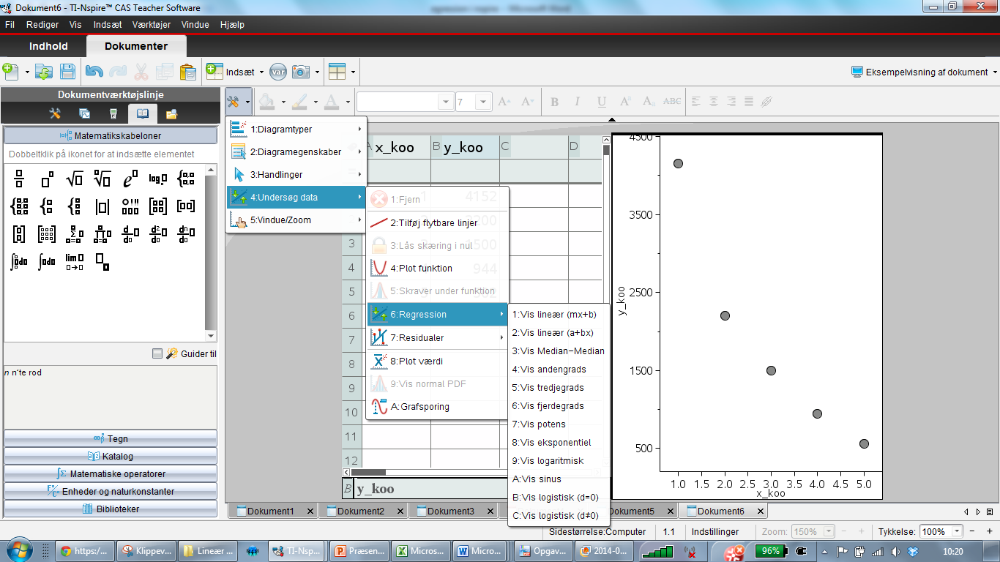 Dokument6 - TI-Nspire™ CAS Teacher Software
Fil Rediger Vis Indsæt Værktøjer Vindue Hjælp
Indhold Dokumenter
Indsæt var Eksempelvisning af dokument
Dokumentværktøjslinje
7 B I U ABC
Matematikskabeloner
Dobbeltklik på ikonet for at indsætte elementet
Guider til
n n'te rod
Tegn
Katalog
Matematiske operatorer
Enheder og naturkonstanter
Biblioteker
1:Diagramtyper
2:Diagramegenskaber
3:Handlinger
4:Undersøg data
5:Vindue/Zoom
1:Fjern
2:Tilføj flytbare linjer
3:Lås skæring i nul
4:Plot funktion
5:Skraver under funktion
6:Regression
7:Residualer
8:Plot værdi
9:Vis normal PDF
A:Grafsporing
1:Vis lineær (mx+b)
2:Vis lineær (a+bx)
3:Vis Median-Median
4:Vis andengrads
5:Vis tredjegrads
6:Vis fjerdegrads
7:Vis potens
8:Vis eksponentiel
9:Vis logaritmisk
A:Vis sinus
B:Vis logistisk (d=0)
C:Vis logistisk (d≠0)
A x_koo B y_koo C D
4152
1500
944
3
4
5
6
7
8
9
10
11
12
B y_koo
4500
3500
2500
1500
500
y_koo
1.0 1.5 2.0 2.5 3.0 3.5 4.0 4.5 5.0
x_koo
Dokument1 Dokument2 Dokument3 Dokument5 Dokument6
Sidestørrelse:Computer 1.1 Indstillinger Zoom: 150% Tykkelse: 100%
https:/... Klippev... Lineær ... TI-Nsp... Præsen... Micros... Micro... Opgav... 2014-0... 96% 10:20